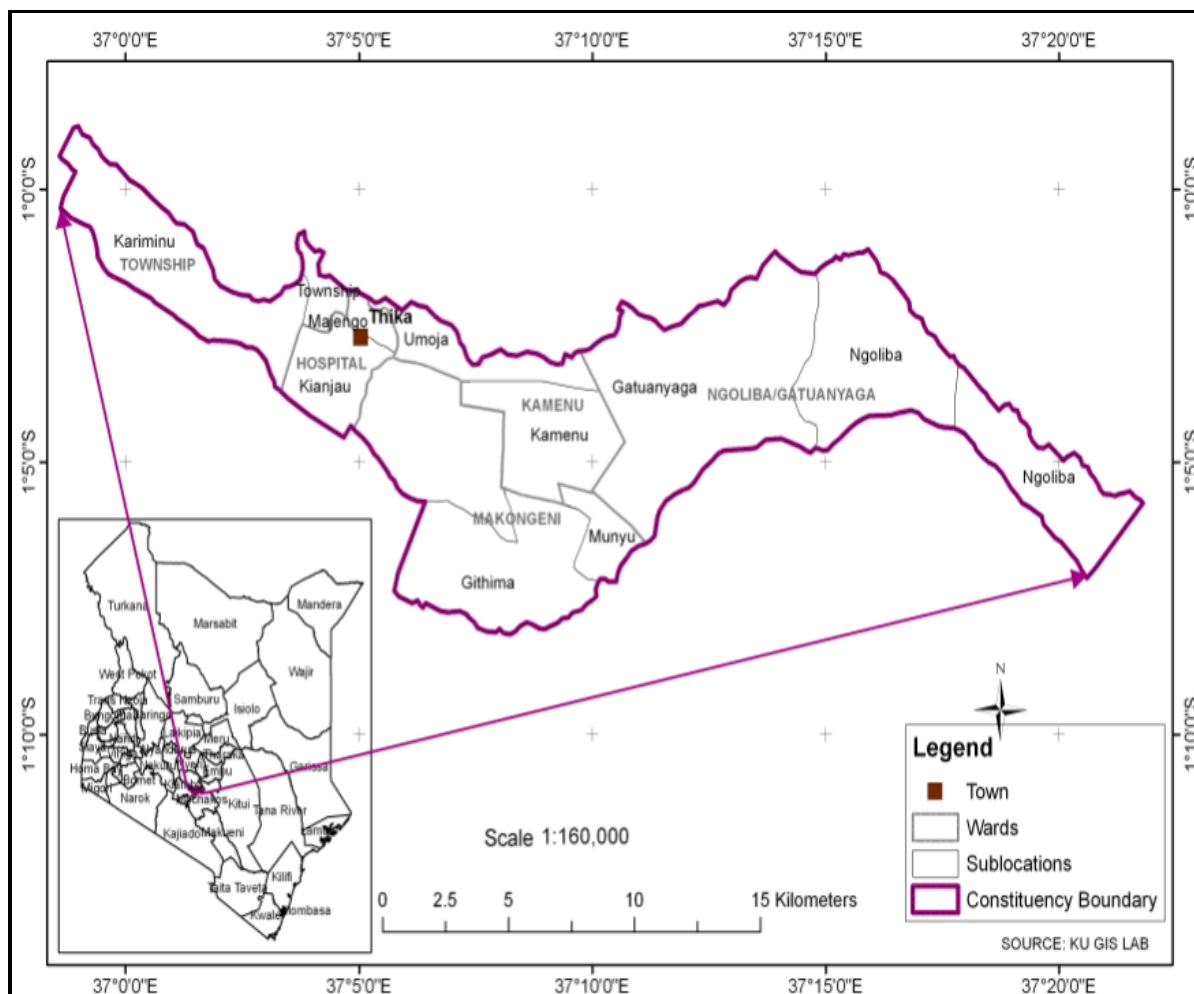 37°0'0"E 37°5'0"E 37°10'0"E 37°15'0"E 37°20'0"E
1°0'0"S 1°0'0"S
Kariminu
TOWNSHIP
Township
Majengo
Thika
Umoja
HOSPITAL
Kianjau
Gatuanyaga
NGOLIBA/GATUANYAGA
Ngoliba
KAMENU
Kamenu
1°5'0"S 1°5'0"S
Ngoliba
MAKONGENI
Munyu
Githima
Turkana
Marsabit
Mandera
Wajir
West Pokot
Samburu
Isiolo
Meru
Garissa
Homa Bay
Bomet
Migori
Narok
Kitui
Tana River
Kajiado
Makueni
Taita Taveta
Kilifi
Kwale
Mombasa
1°10'0"S 1°10'0"S
N
Legend
Town
Wards
Sublocations
Constituency Boundary
SOURCE: KU GIS LAB
Scale 1:160,000
0 2.5 5 10 15 Kilometers
37°0'0"E 37°5'0"E 37°10'0"E 37°15'0"E 37°20'0"E